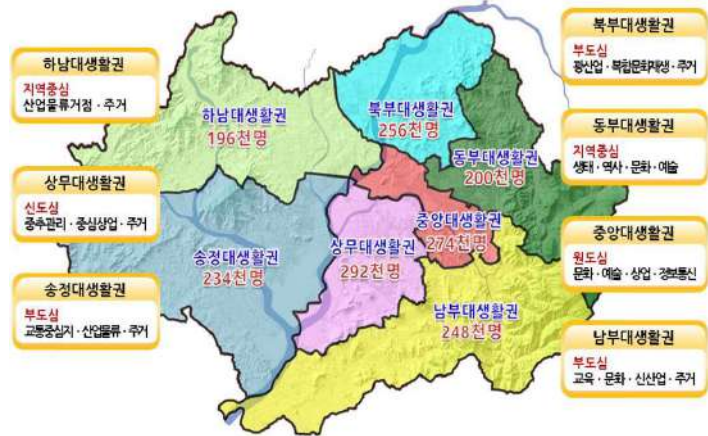 하남대생활권
지역중심
산업물류거점 · 주거
상무대생활권
신도심
중추관리 · 중심상업 · 주거
송정대생활권
부도심
교통중심지 · 산업물류 · 주거
하남대생활권
196천명
북부대생활권
256천명
동부대생활권
200천명
중앙대생활권
274천명
상무대생활권
292천명
송정대생활권
234천명
남부대생활권
248천명
북부대생활권
부도심
광산업 · 복합문화재생 · 주거
동부대생활권
지역중심
생태 · 역사 · 문화 · 예술
중앙대생활권
원도심
문화 · 예술 · 상업 · 정보통신
남부대생활권
부도심
교육 · 문화 · 신산업 · 주거